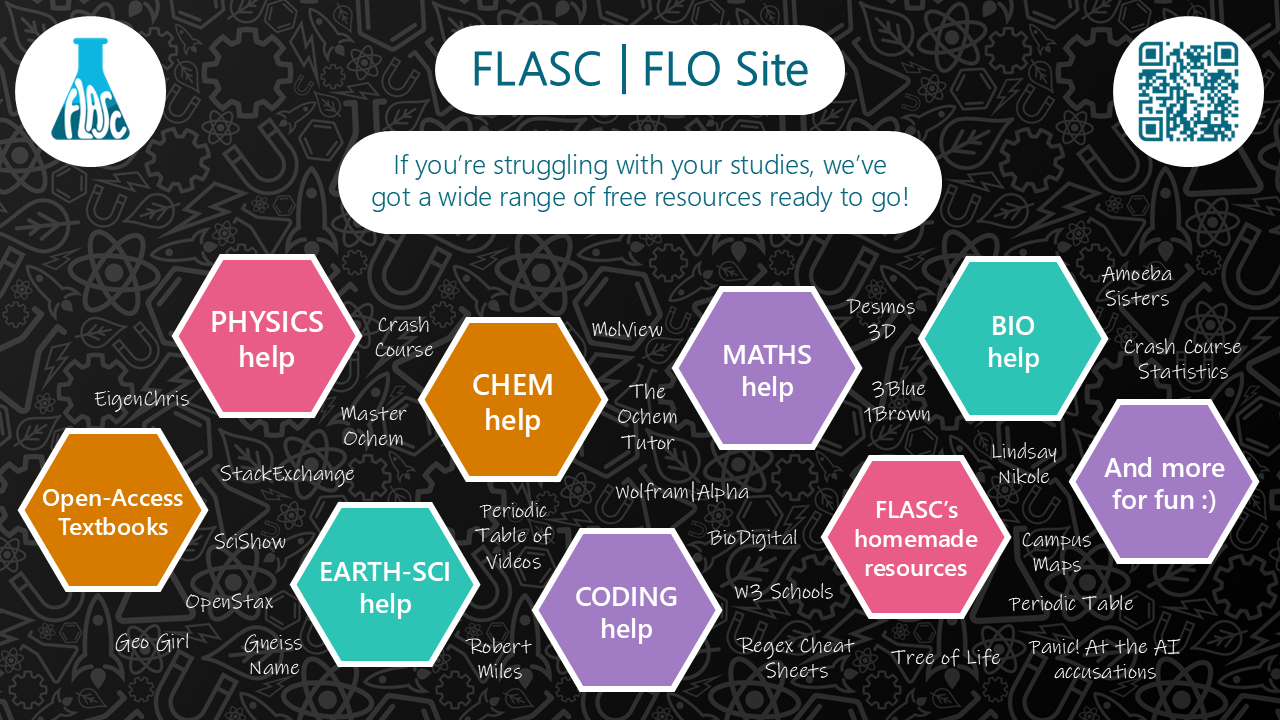 FLASC
FLASC | FLO Site
If you’re struggling with your studies, we’ve
got a wide range of free resources ready to go!
PHYSICS
help
Crash
Course
CHEM
help
MolView
MATHS
help
Desmos
3D
BIO
help
Amoeba
Sisters
Crash Course
Statistics
EigenChris
Master
Ochem
The
Ochem
Tutor
3Blue
1Brown
Lindsay
Nikole
And more
for fun :)
Open-Access
Textbooks
StackExchange
Wolfram|Alpha
FLASC’s
homemade
resources
SciShow
EARTH-SCI
help
Periodic
Table of
Videos
CODING
help
BioDigital
Campus
Maps
OpenStax
W3 Schools
Periodic Table
Geo Girl
Gneiss
Name
Robert
Miles
Regex Cheat
Sheets
Tree of Life
Panic! At the AI
accusations